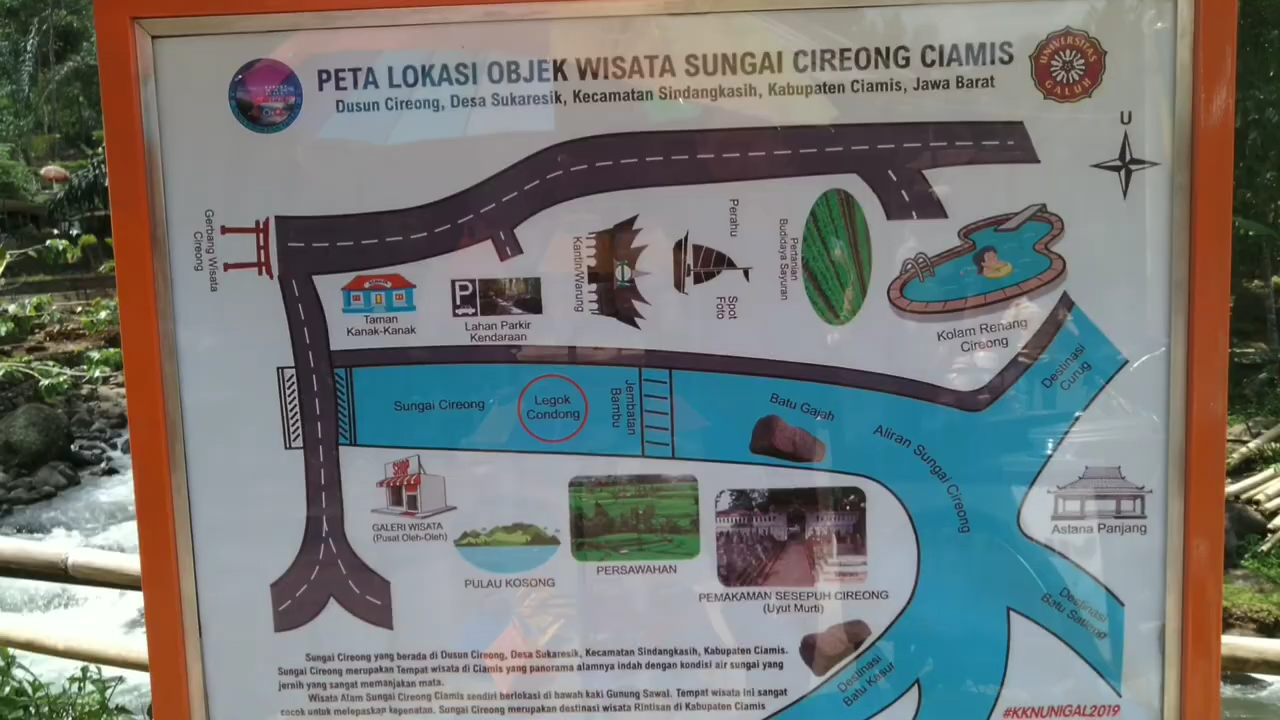 PETA LOKASI OBJEK WISATA SUNGAI CIREONG CIAMIS
Dusun Cireong, Desa Sukaresik, Kecamatan Sindangkasih, Kabupaten Ciamis, Jawa Barat
UNIVERSITAS
GALUH
U
Gerbang Wisata
Cireong
Taman
Kanak-Kanak
P
Lahan Parkir
Kendaraan
Kantin/Warung
Perahu
Spot
Foto
Pertanian
Budidaya Sayuran
Kolam Renang
Cireong
Destinasi
Curug
Sungai Cireong
Legok
Condong
Jembatan
Bambu
Batu Gajah
Aliran Sungai Cireong
Astana Panjang
SHOP
GALERI WISATA
(Pusat Oleh-Oleh)
PULAU KOSONG
PERSAWAHAN
PEMAKAMAN SESEPUH CIREONG
(Uyut Murti)
Destinasi
Batu
Destinasi
Batu Kasur
Sungai Cireong yang berada di Dusun Cireong, Desa Sukaresik, Kecamatan Sindangkasih, Kabupaten Ciamis.
Sungai Cireong merupakan Tempat wisata di Ciamis yang panorama alamnya indah dengan kondisi air sungai yang
jernih yang sangat memanjakan mata.
Wisata Alam Sungai Cireong Ciamis sendiri berlokasi di bawah kaki Gunung Sawal. Tempat wisata ini sangat
cocok untuk melepaskan kepenatan. Sungai Cireong merupakan destinasi wisata Rintisan di Kabupaten Ciamis
#KKNUNIGAL2019